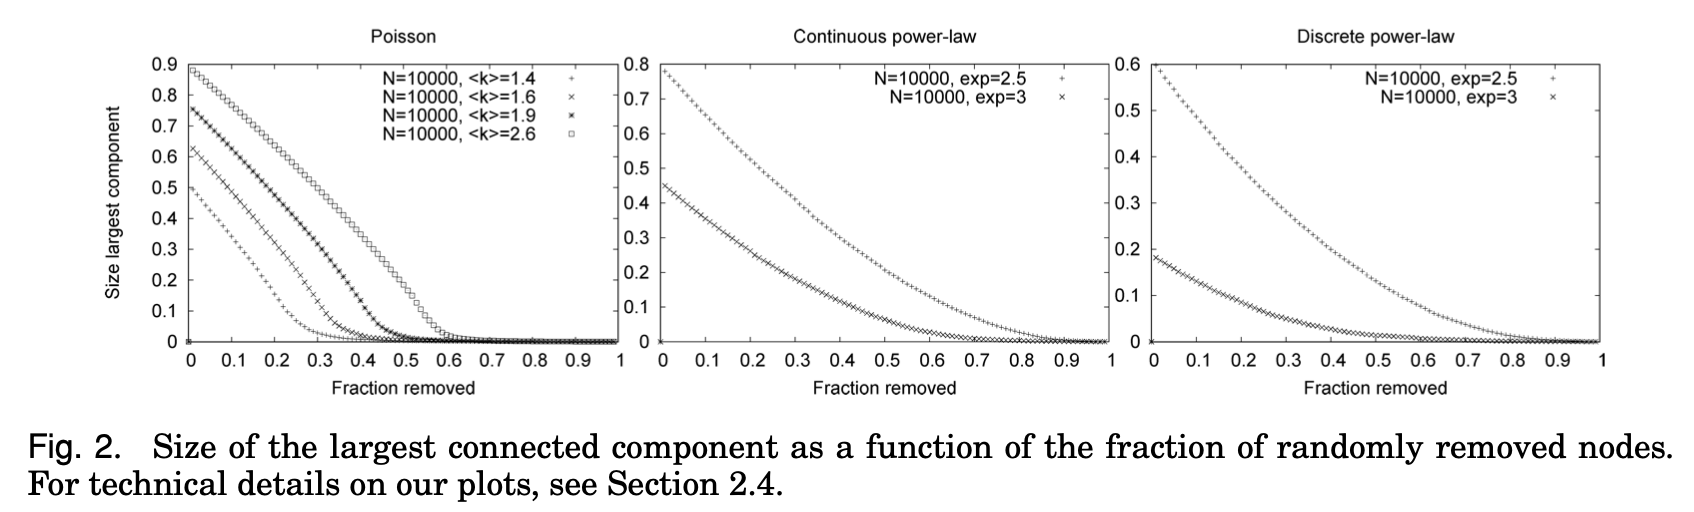 Poisson
Continuous power-law
Discrete power-law
Size largest component
0.9
0.8
0.7
0.6
0.5
0.4
0.3
0.2
0.1
0
N=10000, <k>=1.4
N=10000, <k>=1.6
N=10000, <k>=1.9
N=10000, <k>=2.6
0 0.1 0.2 0.3 0.4 0.5 0.6 0.7 0.8 0.9 1
Fraction removed
0.8
0.7
0.6
0.5
0.4
0.3
0.2
0.1
0
N=10000, exp=2.5
N=10000, exp=3
0 0.1 0.2 0.3 0.4 0.5 0.6 0.7 0.8 0.9 1
Fraction removed
0.6
0.5
0.4
0.3
0.2
0.1
0
N=10000, exp=2.5
N=10000, exp=3
0 0.1 0.2 0.3 0.4 0.5 0.6 0.7 0.8 0.9 1
Fraction removed
Fig. 2. Size of the largest connected component as a function of the fraction of randomly removed nodes.
For technical details on our plots, see Section 2.4.